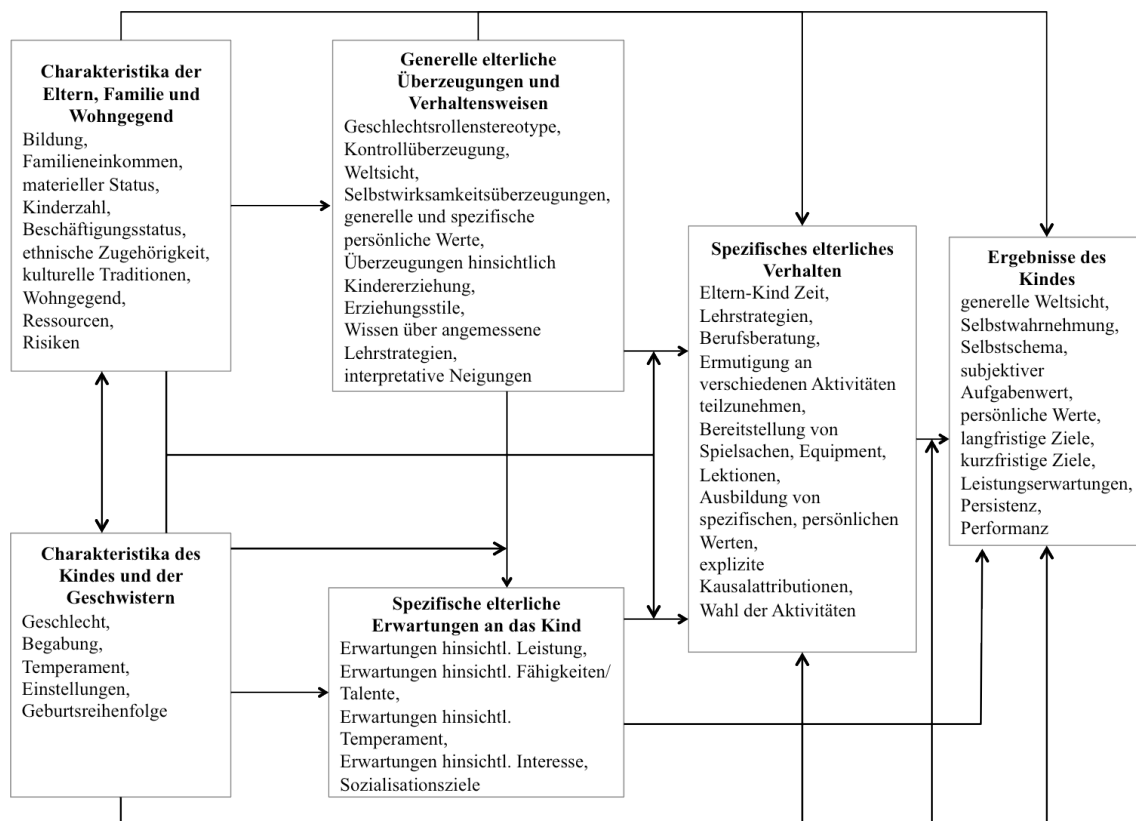 Charakteristika der
Eltern, Familie und
Wohngegend
Bildung,
Familieneinkommen,
materieller Status,
Kinderzahl,
Beschäftigungsstatus,
ethnische Zugehörigkeit,
kulturelle Traditionen,
Wohngegend,
Ressourcen,
Risiken
Generelle elterliche
Überzeugungen und
Verhaltensweisen
Geschlechtsrollenstereotype,
Kontrollüberzeugung,
Weltsicht,
Selbstwirksamkeitsüberzeugungen,
generelle und spezifische
persönliche Werte,
Überzeugungen hinsichtlich
Kindererziehung,
Erziehungsstile,
Wissen über angemessene
Lehrstrategien,
interpretative Neigungen
Spezifisches elterliches
Verhalten
Eltern-Kind Zeit,
Lehrstrategien,
Berufsberatung,
Ermutigung an
verschiedenen Aktivitäten
teilzunehmen,
Bereitstellung von
Spielsachen, Equipment,
Lektionen,
Ausbildung von
spezifischen, persönlichen
Werten,
explizite
Kausalattributionen,
Wahl der Aktivitäten
Ergebnisse des
Kindes
generelle Weltsicht,
Selbstwahrnehmung,
Selbstschema,
subjektiver
Aufgabenwert,
persönliche Werte,
langfristige Ziele,
kurzfristige Ziele,
Leistungserwartungen,
Persistenz,
Performanz
Charakteristika des
Kindes und der
Geschwistern
Geschlecht,
Begabung,
Temperament,
Einstellungen,
Geburtsreihenfolge
Spezifische elterliche
Erwartungen an das Kind
Erwartungen hinsichtl. Leistung,
Erwartungen hinsichtl. Fähigkeiten/
Talente,
Erwartungen hinsichtl.
Temperament,
Erwartungen hinsichtl. Interesse,
Sozialisationsziele